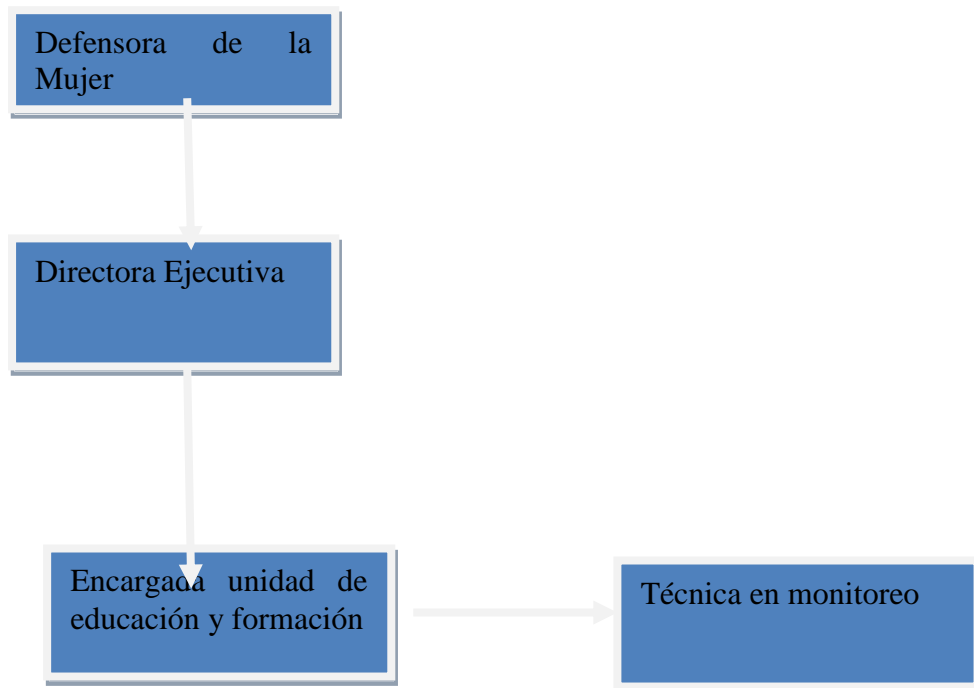 Defensora de la
Mujer
Directora Ejecutiva
Encargada unidad de
educación y formación
Técnica en monitoreo